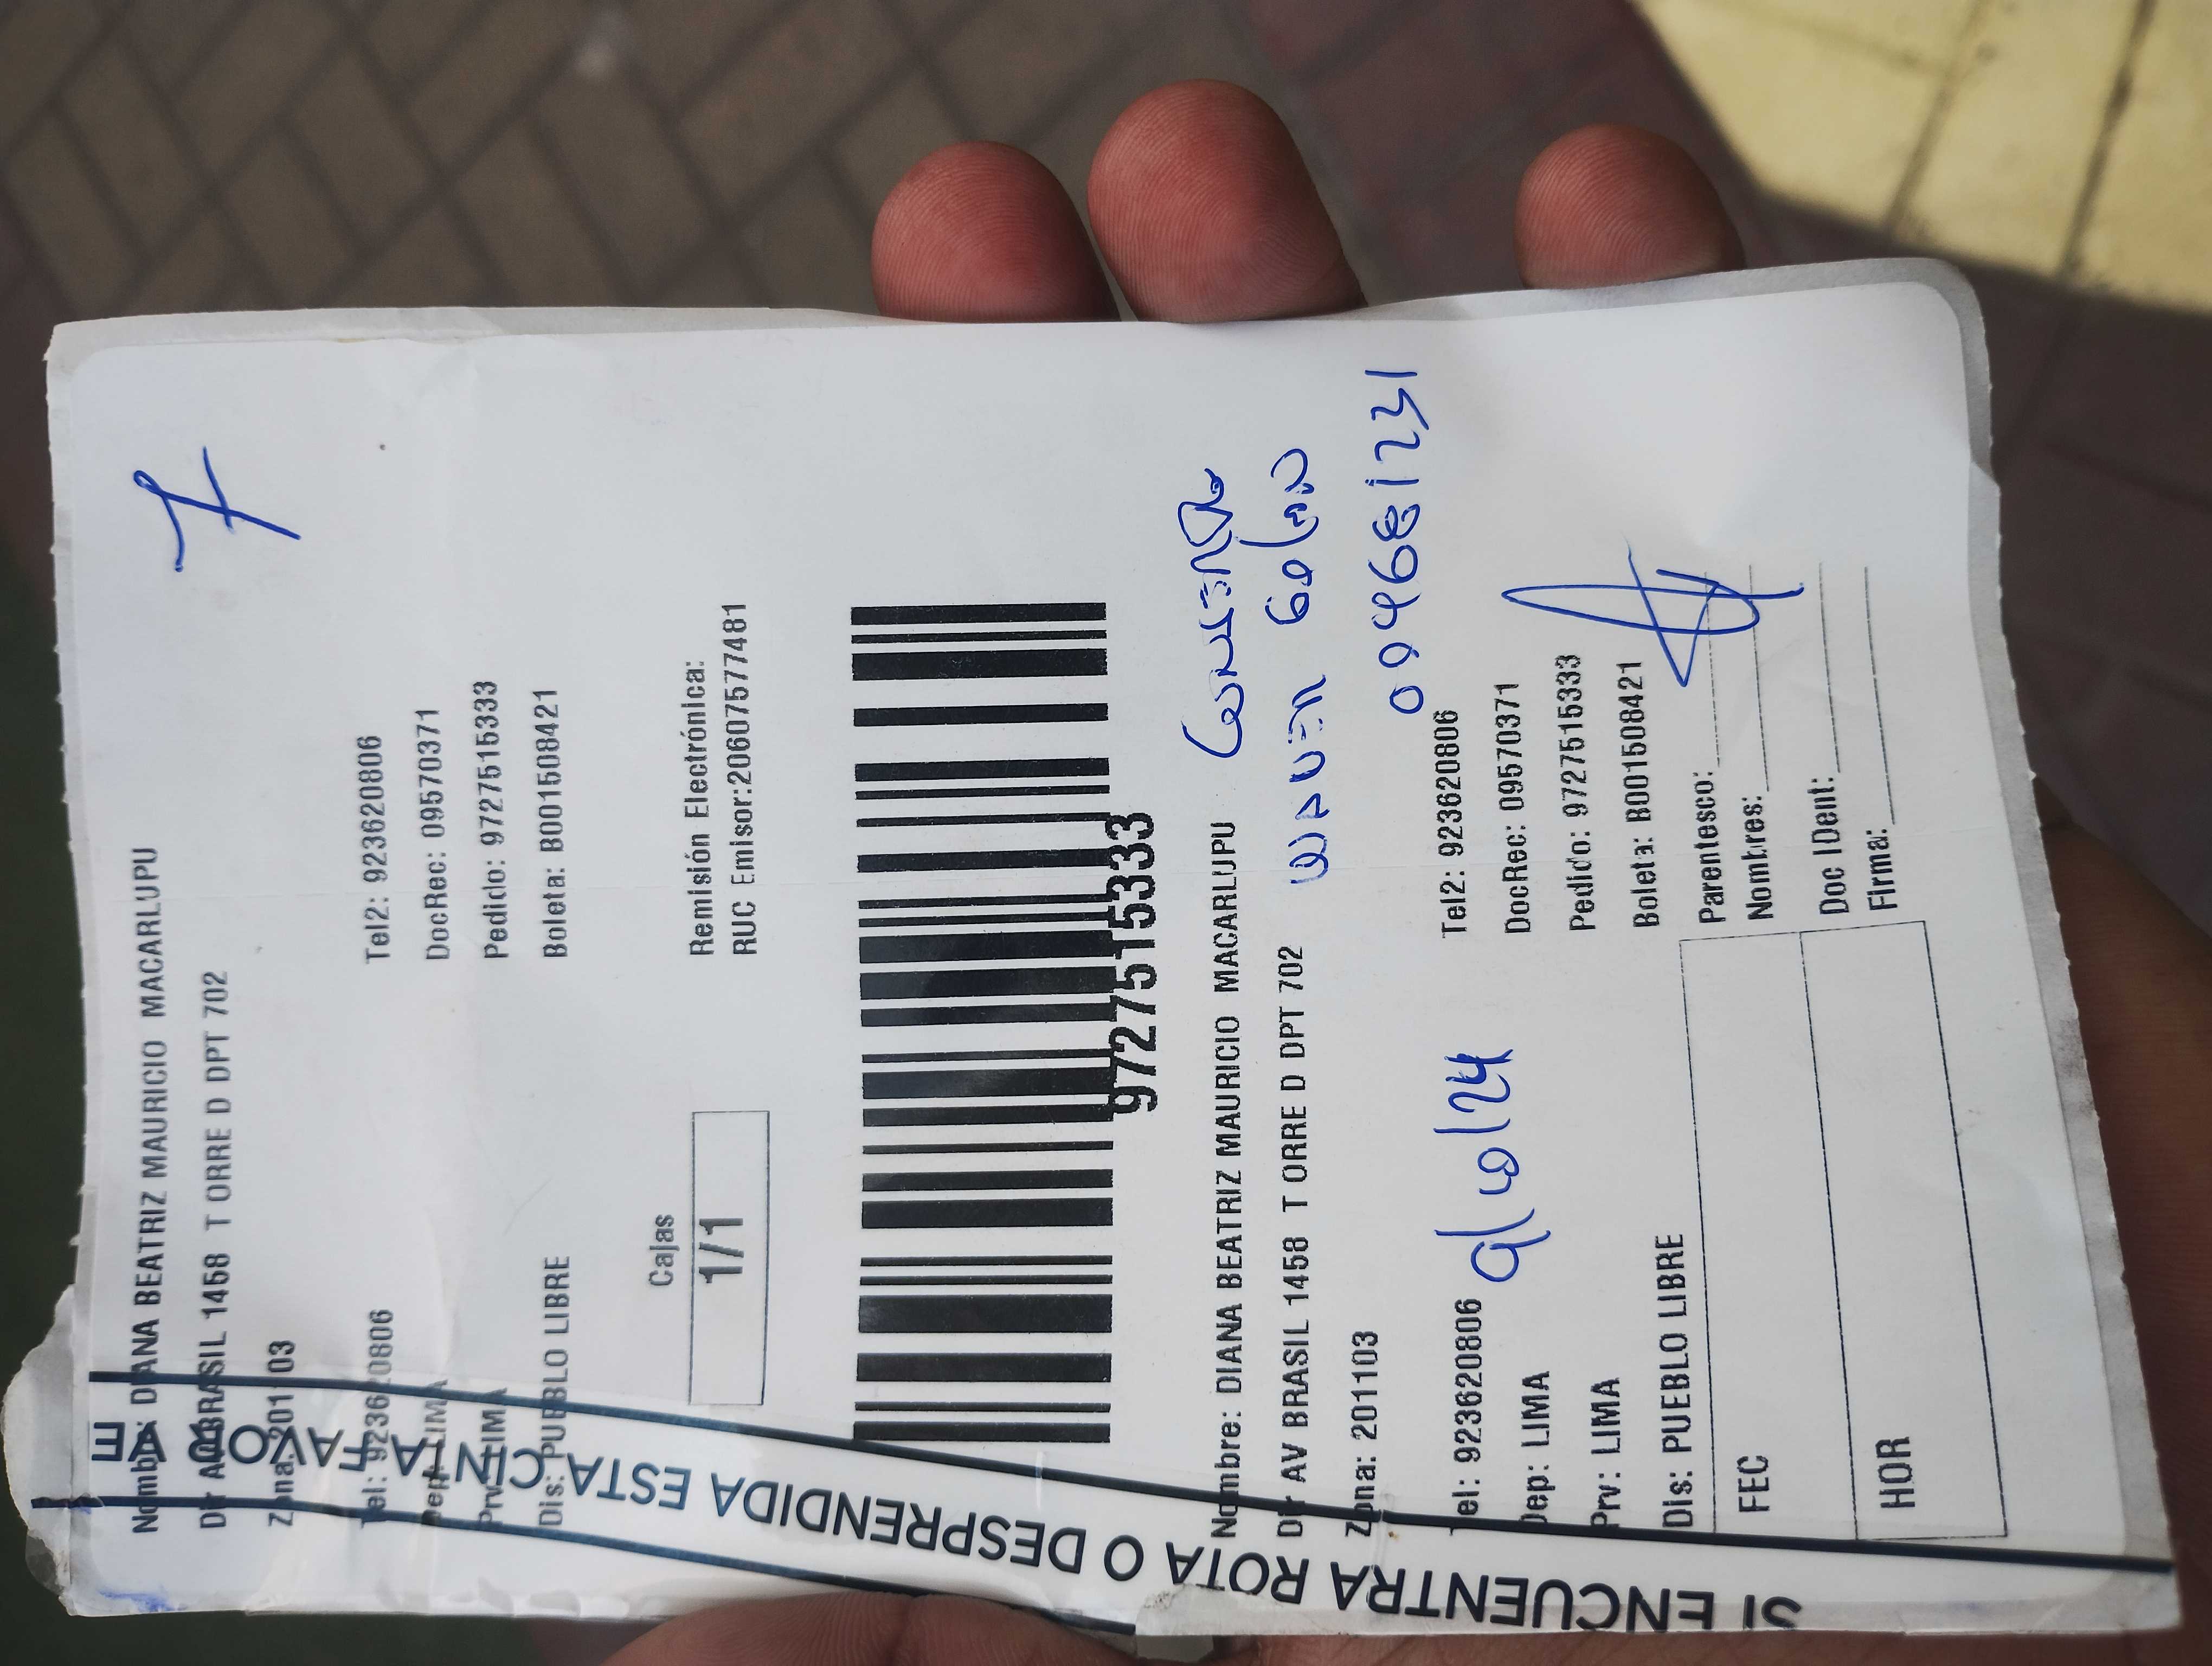 Nombre: DIANA BEATRIZ MAURICIO MACARLUPU
Dir AV BRASIL 1458 T ORRE D DPT 702
Zona: 201103
Tel: 923620806 Tel2: 923620806
Dep: LIMA DocRec: 09570371
Prv: LIMA Pedido: 9727515333
Dis: PUEBLO LIBRE Boleta: B001508421
7
Cajas
1/1
Remisión Electrónica:
RUC Emisor:20607577481
9727515333
Nombre: DIANA BEATRIZ MAURICIO MACARLUPU
Dir AV BRASIL 1458 T ORRE D DPT 702
Zona: 201103
094681231
Tel: 923620806 Tel2: 923620806
9/10/24
Dep: LIMA DocRec: 09570371
Prv: LIMA Pedido: 9727515333
Dis: PUEBLO LIBRE Boleta: B001508421
FEC
HOR
Parentesco:
Nombres:
Doc IDent:
Firma:
SI ENCUENTRA ROTA O DESPRENDIDA ESTA CINTA FAVO